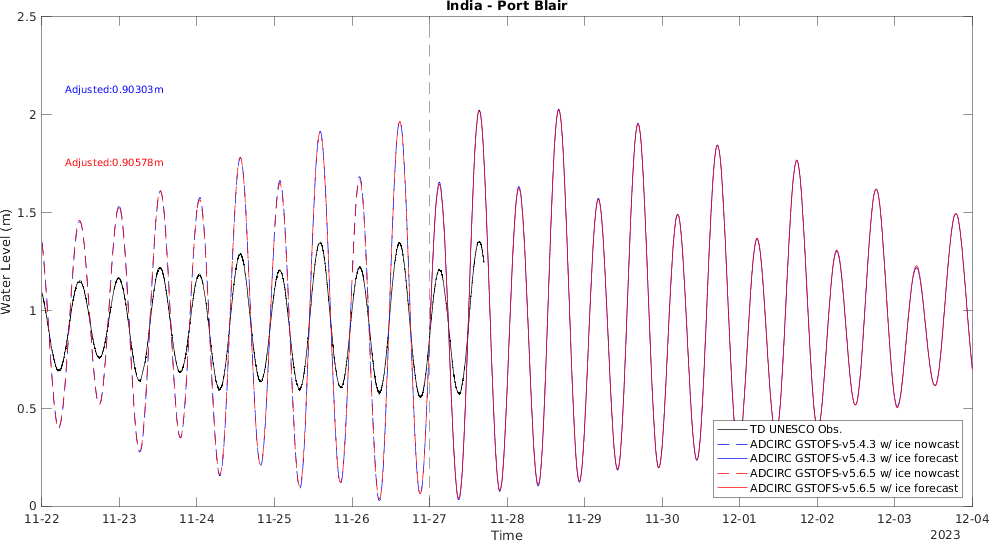 India - Port Blair
2.5
2
1.5
1
0.5
0
Water Level (m)
Adjusted:0.90303m
Adjusted:0.90578m
TD UNESCO Obs.
ADCIRC GSTOFS-v5.4.3 w/ ice nowcast
ADCIRC GSTOFS-v5.4.3 w/ ice forecast
ADCIRC GSTOFS-v5.6.5 w/ ice nowcast
ADCIRC GSTOFS-v5.6.5 w/ ice forecast
11-22 11-23 11-24 11-25 11-26 11-27 11-28 11-29 11-30 12-01 12-02 12-03 12-04
Time
2023